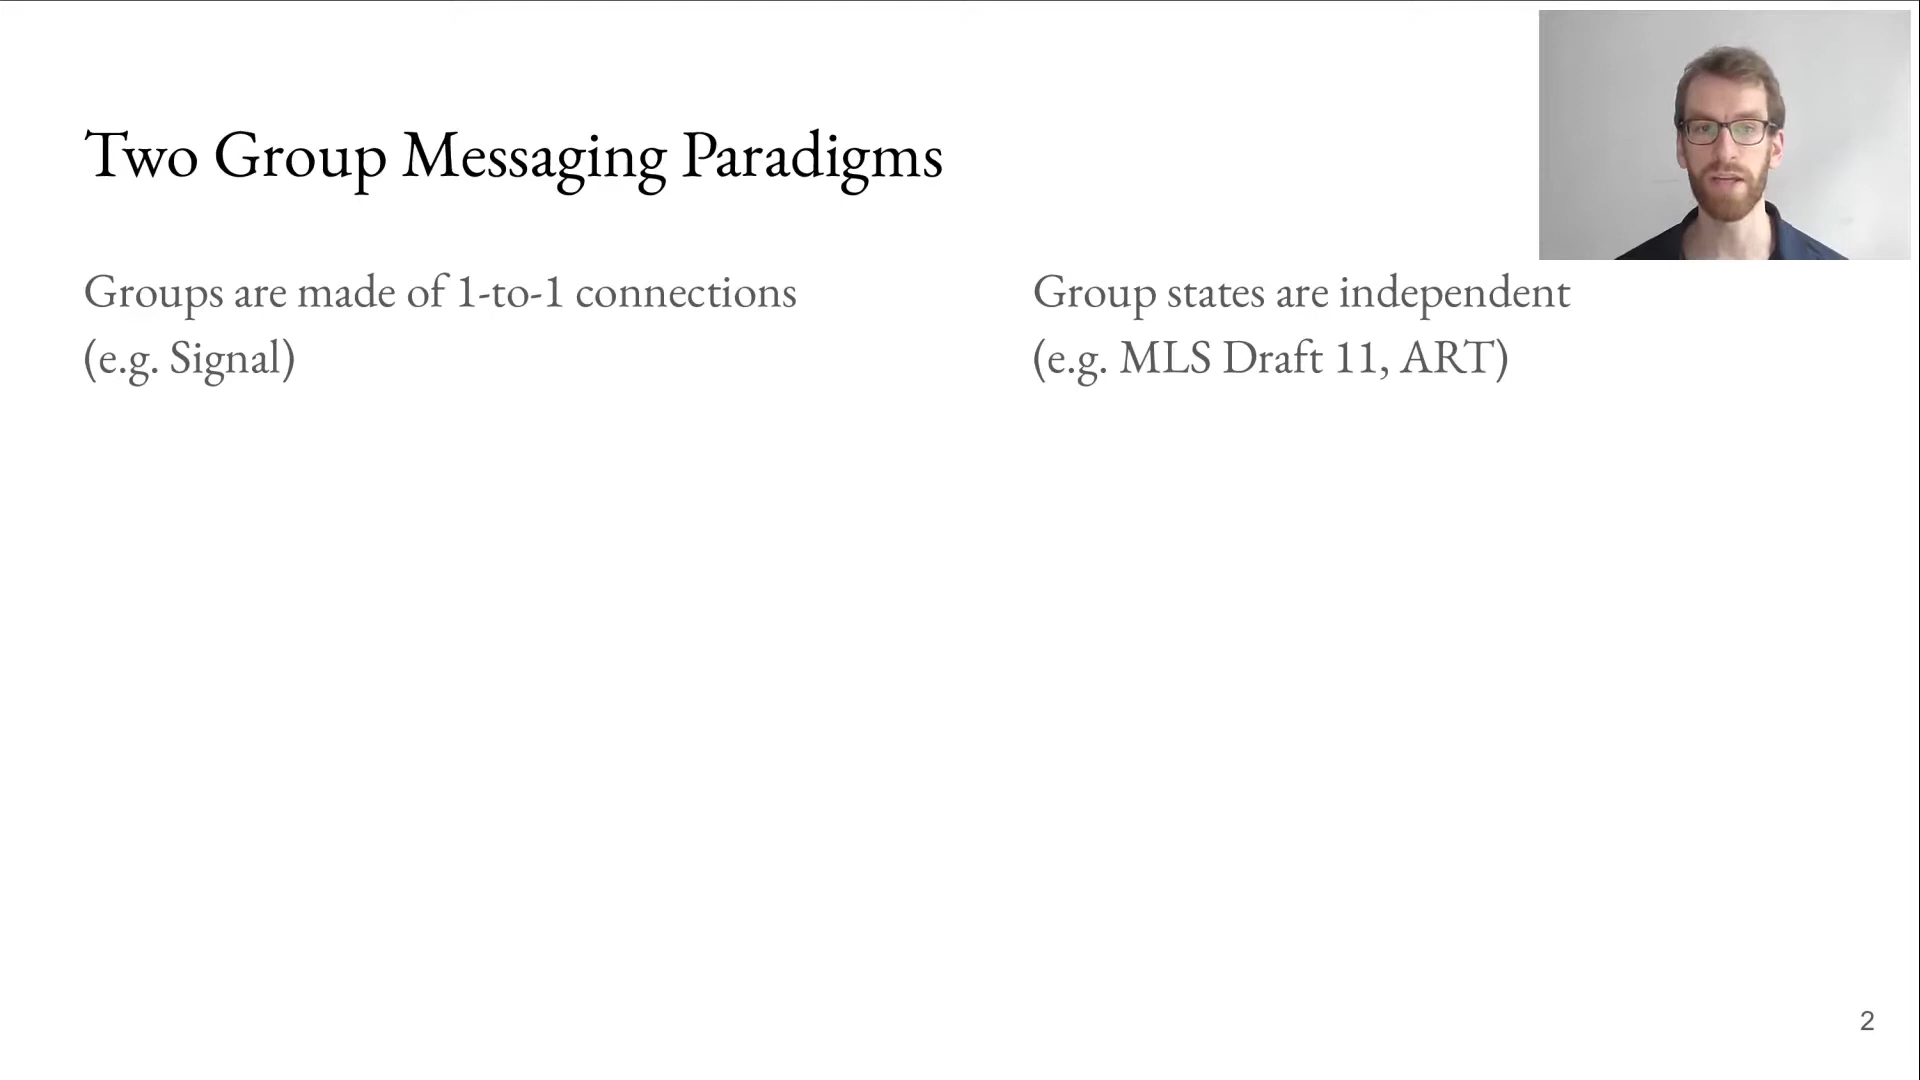 Two Group Messaging Paradigms
Groups are made of 1-to-1 connections
(e.g. Signal)
Group states are independent
(e.g. MLS Draft 11, ART)
2